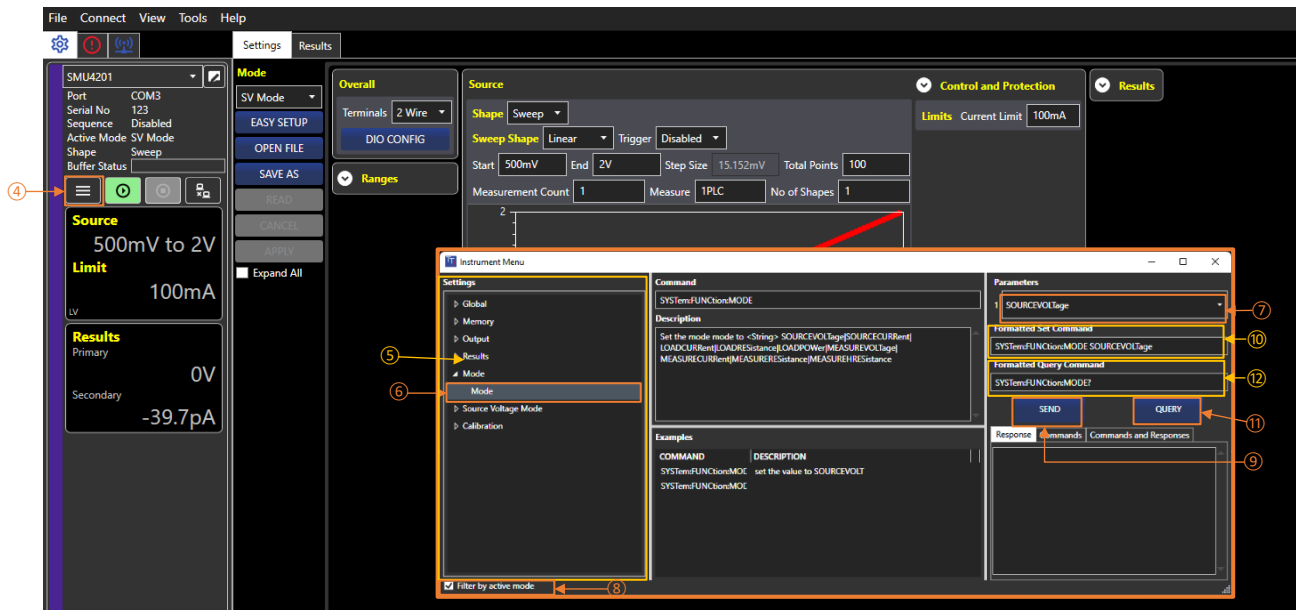 File Connect View Tools Help
Settings Results
SMU4201
Port COM3
Serial No 123
Sequence Disabled
Active Mode SV Mode
Shape Sweep
Buffer Status
④
Source
500mV to 2V
Limit
100mA
LV
Results
Primary
0V
Secondary
-39.7pA
Mode
SV Mode
EASY SETUP
OPEN FILE
SAVE AS
READ
CANCEL
APPLY
Expand All
Overall
Terminals 2 Wire
DIO CONFIG
Ranges
Source
Shape Sweep
Sweep Shape Linear Trigger Disabled
Start 500mV End 2V Step Size 15.152mV Total Points 100
Measurement Count 1 Measure 1PLC No of Shapes 1
2
Control and Protection
Limits Current Limit 100mA
Results
Instrument Menu
Settings
Global
Memory
Output
⑤
Results
Mode
⑥
Mode
Source Voltage Mode
Calibration
Filter by active mode
⑧
Command
SYSTem:FUNCtion:MODE
Description
Set the mode mode to <String> SOURCEVOLTage|SOURCECURRent|
LOADCURRent|LOADRESistance|LOADPOWer|MEASUREVOLTage|
MEASURECURRent|MEASURERESistance|MEASUREHRESistance
Examples
COMMAND DESCRIPTION
SYSTem:FUNCtion:MOD set the value to SOURCEVOLT
SYSTem:FUNCtion:MOD
Parameters
1 SOURCEVOLTage
⑦
Formatted Set Command
SYSTem:FUNCtion:MODE SOURCEVOLTage
⑩
Formatted Query Command
SYSTem:FUNCtion:MODE?
⑫
SEND QUERY
⑪
Response Commands Commands and Responses
⑨